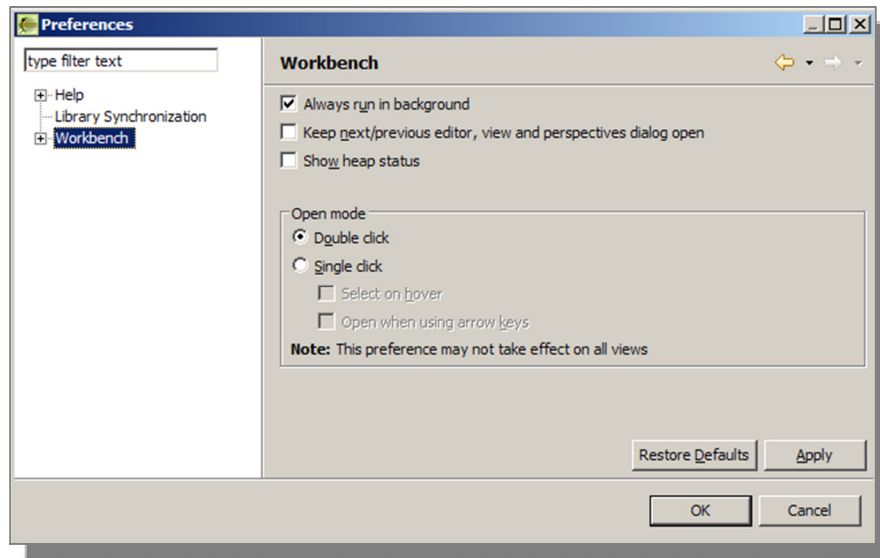 Preferences
type filter text
Help
Library Synchronization
Workbench
Workbench
Always run in background
Keep next/previous editor, view and perspectives dialog open
Show heap status
Open mode
Double click
Single click
Select on hover
Open when using arrow keys
Note: This preference may not take effect on all views
Restore Defaults
Apply
OK
Cancel